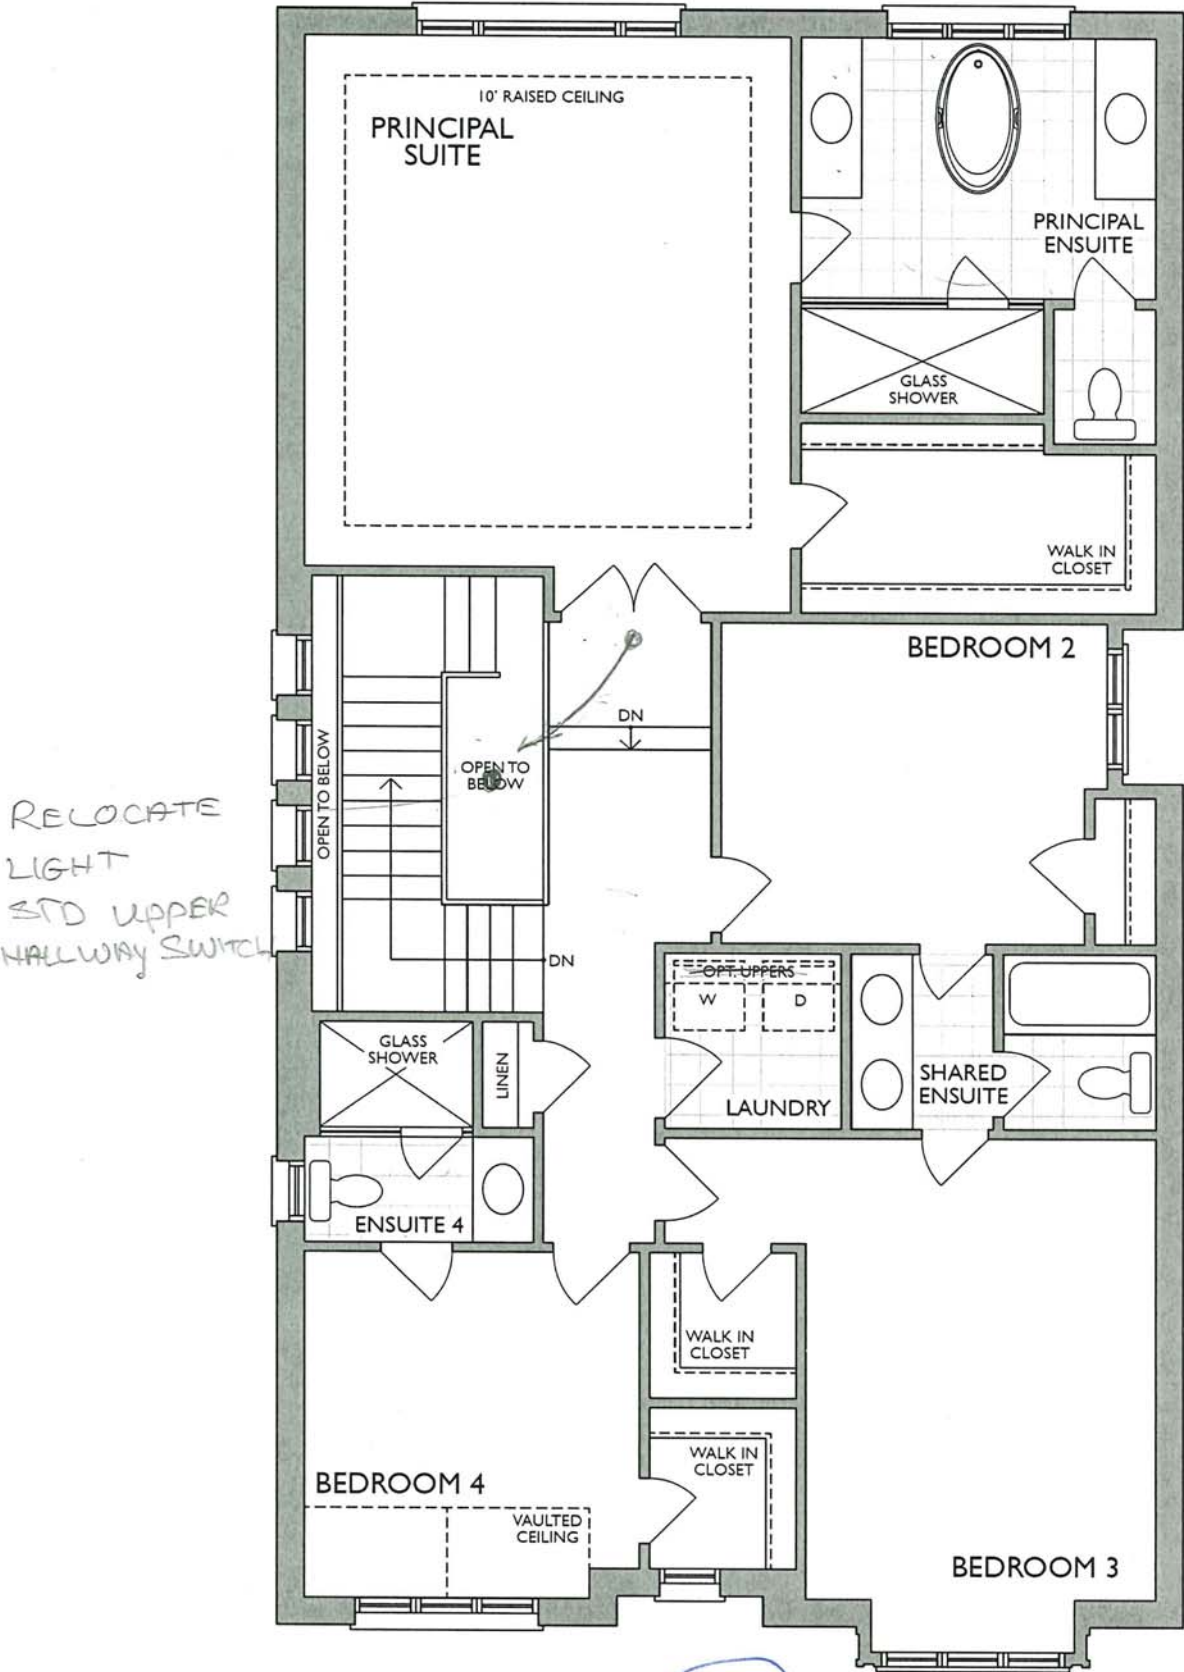 10' RAISED CEILING
PRINCIPAL
SUITE
PRINCIPAL
ENSUITE
GLASS
SHOWER
WALK IN
CLOSET
BEDROOM 2
DN
OPEN TO BELOW
OPEN TO
BELOW
RELOCATE
LIGHT
STD UPPER
HALLWAY SWITCH
DN
OPT. UPPERS
W
D
GLASS
SHOWER
LINEN
LAUNDRY
SHARED
ENSUITE
ENSUITE 4
WALK IN
CLOSET
WALK IN
CLOSET
BEDROOM 4
VAULTED
CEILING
BEDROOM 3